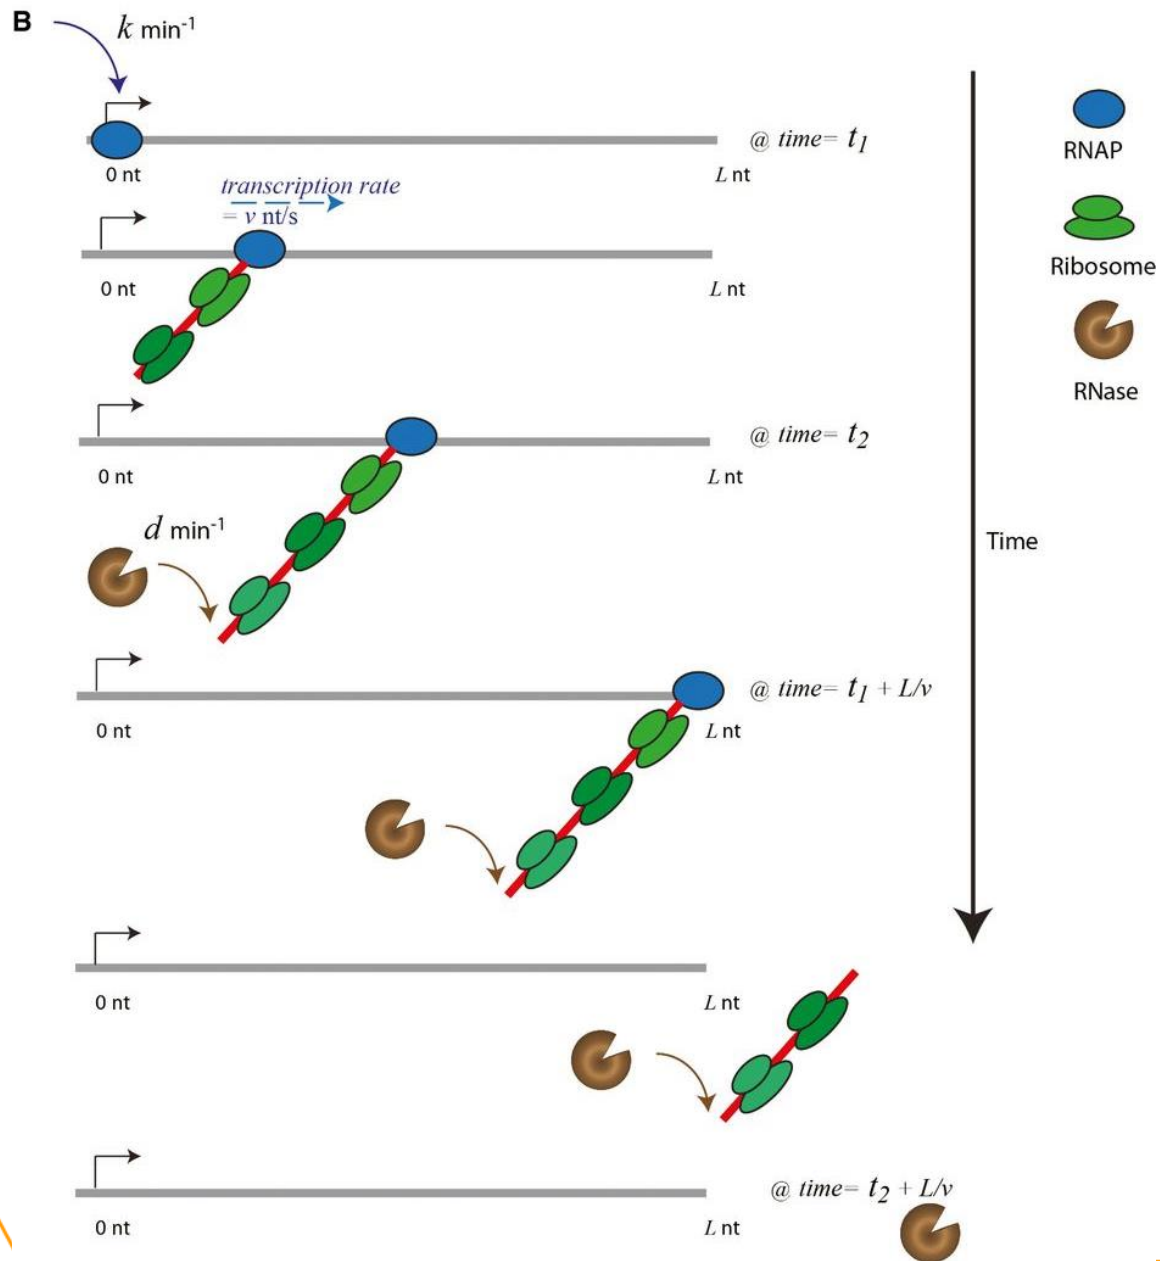 B
k min⁻¹
@ time= t₁
0 nt
L nt
transcription rate
= v nt/s
0 nt
L nt
@ time= t₂
0 nt
L nt
d min⁻¹
@ time= t₁ + L/v
0 nt
L nt
0 nt
L nt
@ time= t₂ + L/v
0 nt
L nt
Time
RNAP
Ribosome
RNase